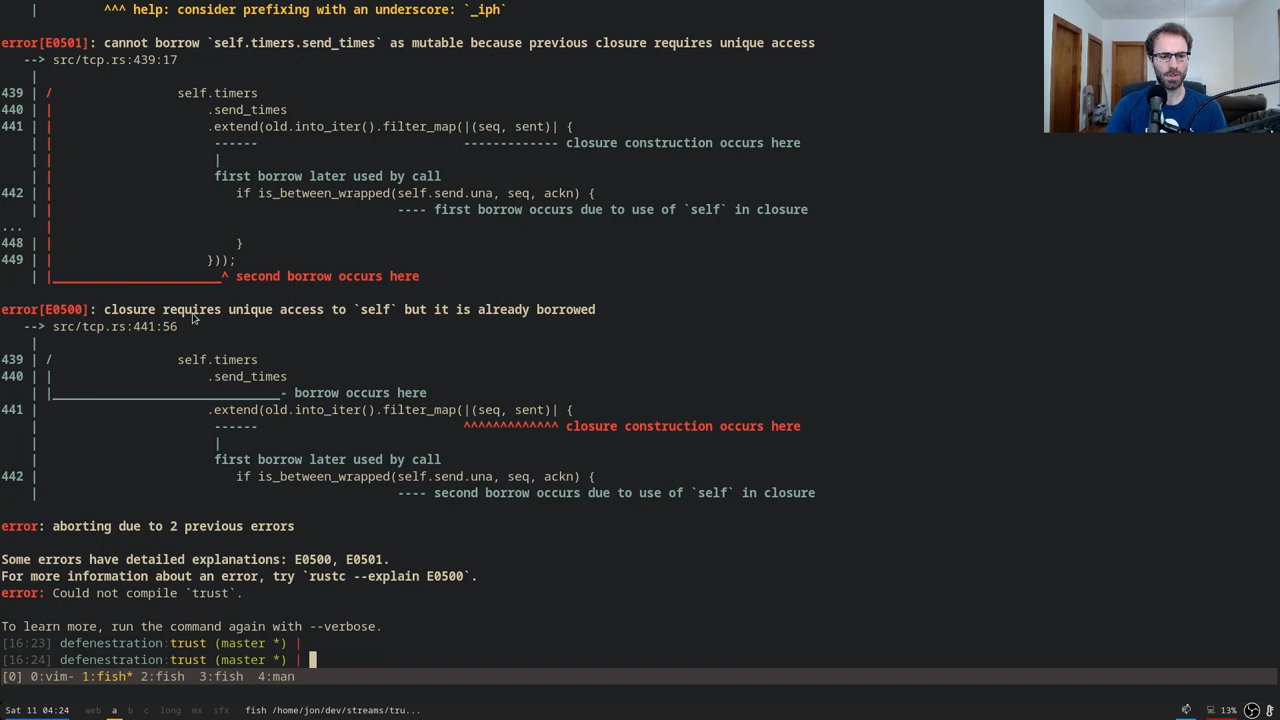 |         ^^^ help: consider prefixing with an underscore: `_iph`
error[E0501]: cannot borrow `self.timers.send_times` as mutable because previous closure requires unique access
--> src/tcp.rs:439:17
|
439 | /                 self.timers
440 | |                     .send_times
441 | |                     .extend(old.into_iter().filter_map(|(seq, sent)| {
| |                      ------                            ------------- closure construction occurs here
| |                      |
| |                      first borrow later used by call
442 | |                         if is_between_wrapped(self.send.una, seq, ackn) {
| |                                               ---- first borrow occurs due to use of `self` in closure
... |
448 | |                         }
449 | |                     }));
| |_______________________^ second borrow occurs here
error[E0500]: closure requires unique access to `self` but it is already borrowed
--> src/tcp.rs:441:56
|
439 | /                 self.timers
440 | |                     .send_times
| |_______________________________- borrow occurs here
441 |                       .extend(old.into_iter().filter_map(|(seq, sent)| {
|                        ------                            ^^^^^^^^^^^^^ closure construction occurs here
|                        |
|                        first borrow later used by call
442 |                           if is_between_wrapped(self.send.una, seq, ackn) {
|                                                 ---- second borrow occurs due to use of `self` in closure
error: aborting due to 2 previous errors
Some errors have detailed explanations: E0500, E0501.
For more information about an error, try `rustc --explain E0500`.
error: Could not compile `trust`.
To learn more, run the command again with --verbose.
[16:23] defenestration:trust (master *) |
[16:24] defenestration:trust (master *) |
[0] 0:vim- 1:fish* 2:fish  3:fish  4:man
Sat 11 04:24 web a b c long mx sfx fish /home/jon/dev/streams/tru... 13%